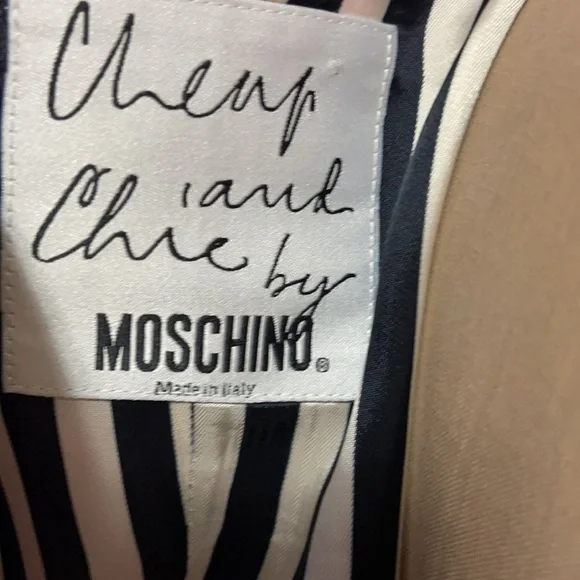 Cheap
and
Chic by
MOSCHINO®
Made in Italy